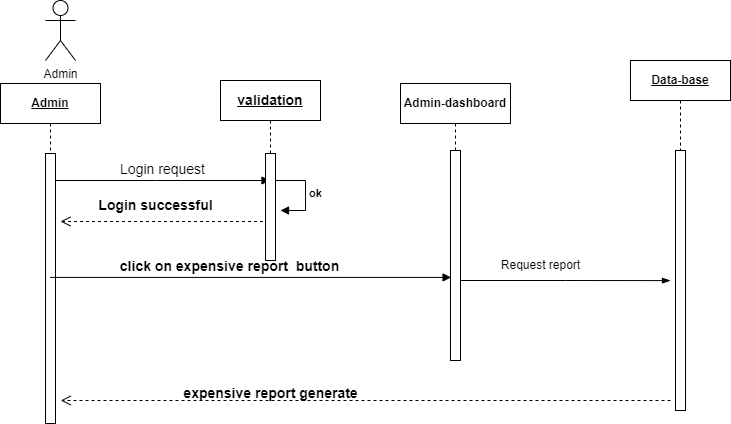 Admin
Admin
validation
Admin-dashboard
Data-base
Login request
ok
Login successful
click on expensive report  button
Request report
expensive report generate